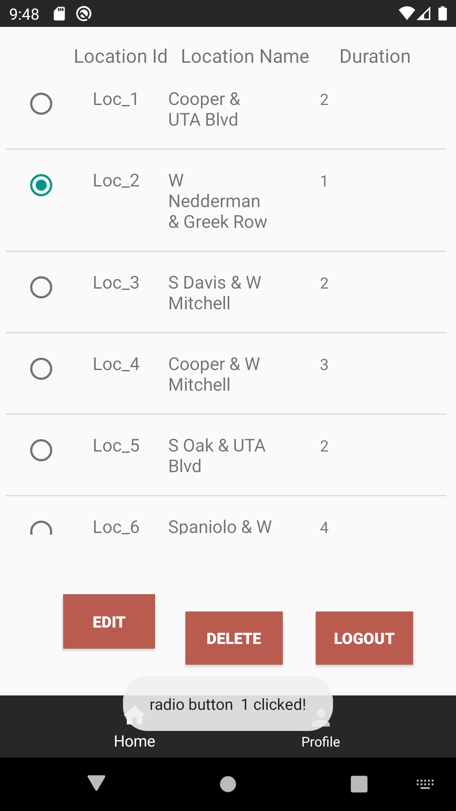 9:48
Location Id Location Name Duration
Loc_1 Cooper & 2
UTA Blvd
Loc_2 W 1
Nedderman
& Greek Row
Loc_3 S Davis & W 2
Mitchell
Loc_4 Cooper & W 3
Mitchell
Loc_5 S Oak & UTA 2
Blvd
Loc_6 Spaniolo & W 4
EDIT
DELETE LOGOUT
radio button  1 clicked!
Home Profile